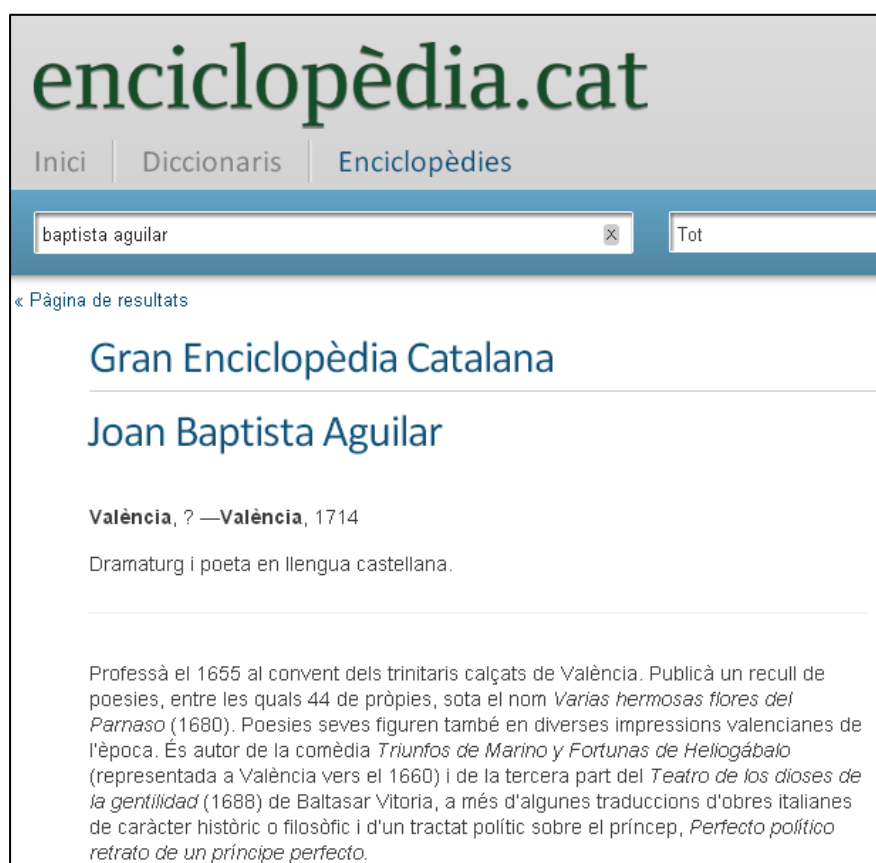 enciclopèdia.cat
Inici Diccionaris Enciclopèdies
baptista aguilar x Tot
« Pàgina de resultats
Gran Enciclopèdia Catalana
Joan Baptista Aguilar
València, ? —València, 1714
Dramaturg i poeta en llengua castellana.
Professà el 1655 al convent dels trinitaris calçats de València. Publicà un recull de
poesies, entre les quals 44 de pròpies, sota el nom Varias hermosas flores del
Parnaso (1680). Poesies seves figuren també en diverses impressions valencianes de
l'època. És autor de la comèdia Triunfos de Marino y Fortunas de Heliogábalo
(representada a València vers el 1660) i de la tercera part del Teatro de los dioses de
la gentilidad (1688) de Baltasar Vitoria, a més d'algunes traduccions d'obres italianes
de caràcter històric o filosòfic i d'un tractat polític sobre el príncep, Perfecto político
retrato de un príncipe perfecto.